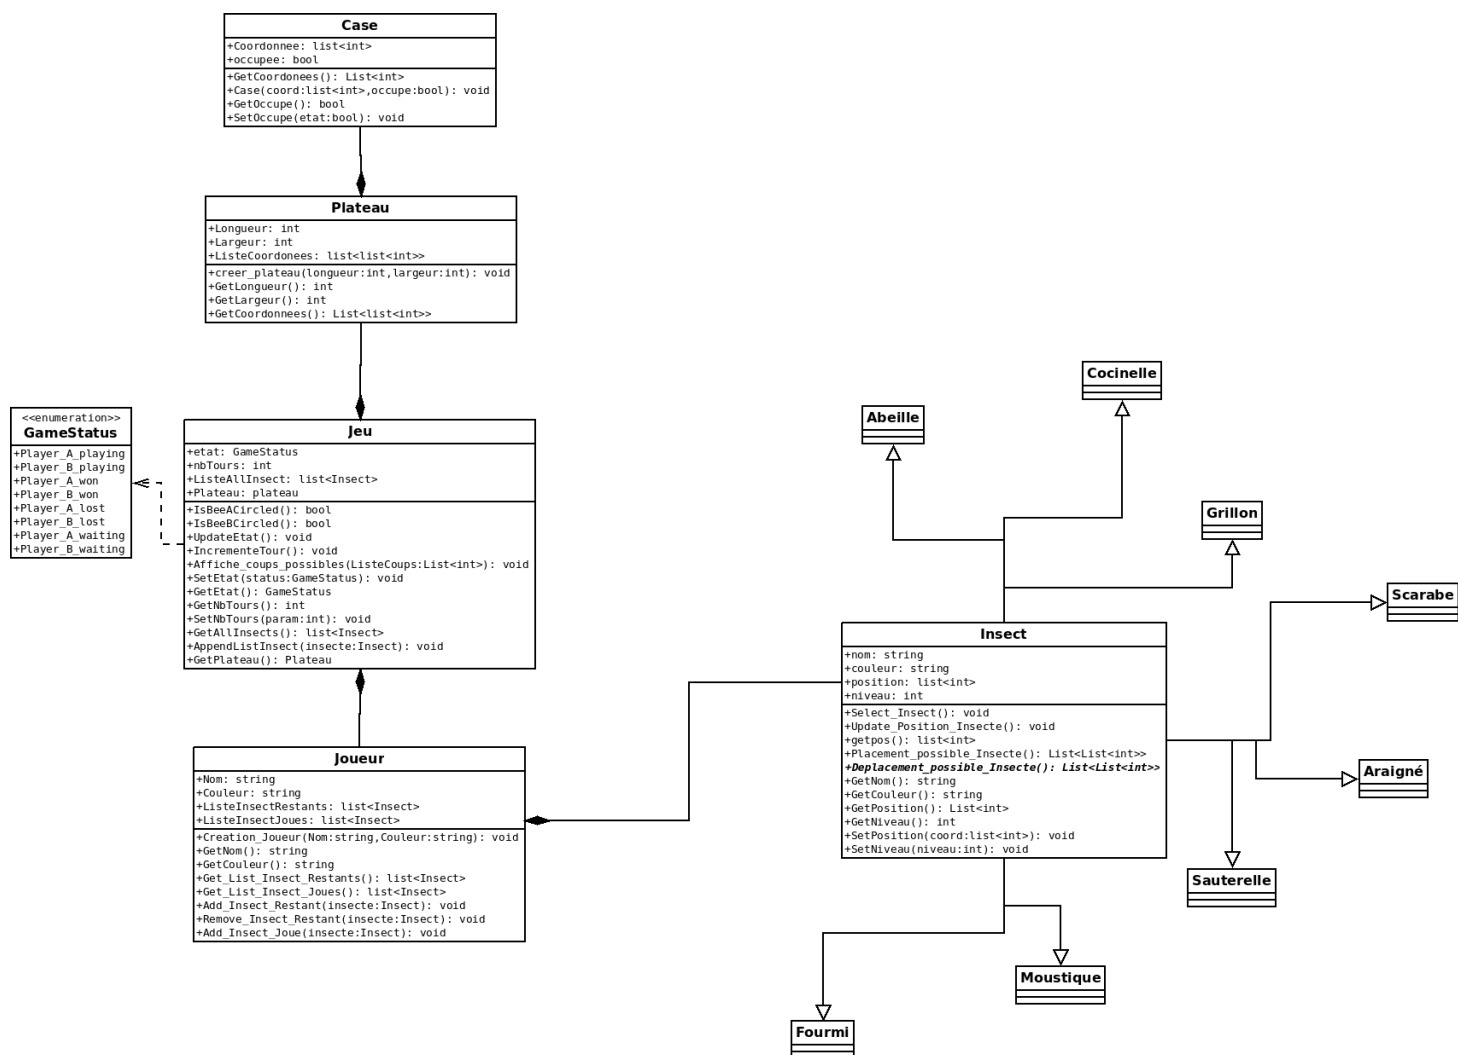 Case
+Coordonnee: list<int>
+occupee: bool
+GetCoordonees(): List<int>
+Case(coord:list<int>,occupe:bool): void
+GetOccupe(): bool
+SetOccupe(etat:bool): void
Plateau
+Longueur: int
+Largeur: int
+ListeCoordonees: list<list<int>>
+creer_plateau(longueur:int,largeur:int): void
+GetLongueur(): int
+GetLargeur(): int
+GetCoordonnees(): List<list<int>>
<<enumeration>>
GameStatus
+Player_A_playing
+Player_B_playing
+Player_A_won
+Player_B_won
+Player_A_lost
+Player_B_lost
+Player_A_waiting
+Player_B_waiting
Jeu
+etat: GameStatus
+nbTours: int
+ListeAllInsect: list<Insect>
+Plateau: plateau
+IsBeeACircled(): bool
+IsBeeBCircled(): bool
+UpdateEtat(): void
+IncrementeTour(): void
+Affiche_coups_possibles(ListeCoups:List<int>): void
+SetEtat(status:GameStatus): void
+GetEtat(): GameStatus
+GetNbTours(): int
+SetNbTours(param:int): void
+GetAllInsects(): list<Insect>
+AppendListInsect(insecte:Insect): void
+GetPlateau(): Plateau
Joueur
+Nom: string
+Couleur: string
+ListeInsectRestants: list<Insect>
+ListeInsectJoues: list<Insect>
+Creation_Joueur(Nom:string,Couleur:string): void
+GetNom(): string
+GetCouleur(): string
+Get_List_Insect_Restants(): list<Insect>
+Get_List_Insect_Joues(): list<Insect>
+Add_Insect_Restant(insecte:Insect): void
+Remove_Insect_Restant(insecte:Insect): void
+Add_Insect_Joue(insecte:Insect): void
Cocinelle
Abeille
Grillon
Scarabe
Insect
+nom: string
+couleur: string
+position: list<int>
+niveau: int
+Select_Insect(): void
+Update_Position_Insecte(): void
+getpos(): list<int>
+Placement_possible_Insecte(): List<List<int>>
+Deplacement_possible_Insecte(): List<List<int>>
+GetNom(): string
+GetCouleur(): string
+GetPosition(): List<int>
+GetNiveau(): int
+SetPosition(coord:list<int>): void
+SetNiveau(niveau:int): void
Araigné
Sauterelle
Moustique
Fourmi